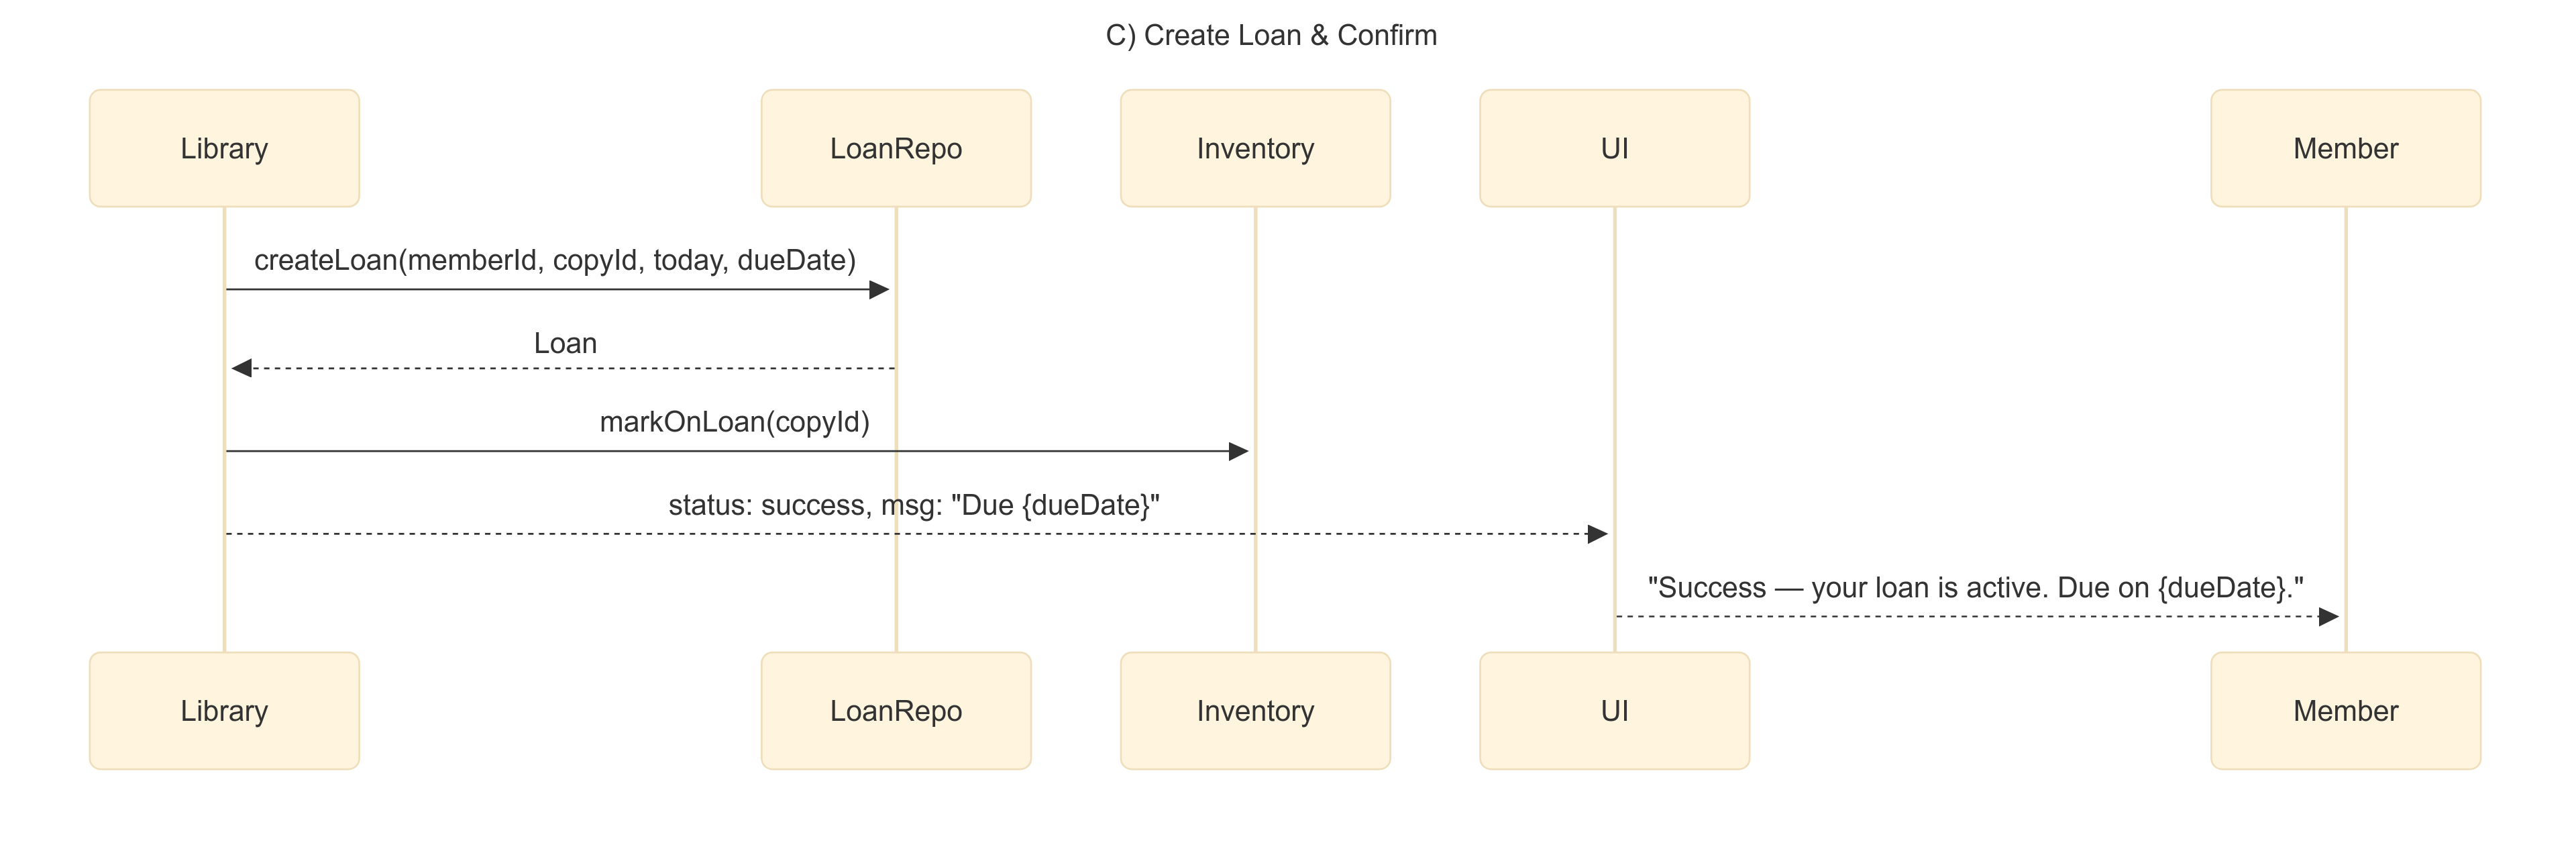 C) Create Loan & Confirm
Library
LoanRepo
Inventory
UI
Member
createLoan(memberId, copyId, today, dueDate)
Loan
markOnLoan(copyId)
status: success, msg: "Due {dueDate}"
"Success — your loan is active. Due on {dueDate}."
Library
LoanRepo
Inventory
UI
Member